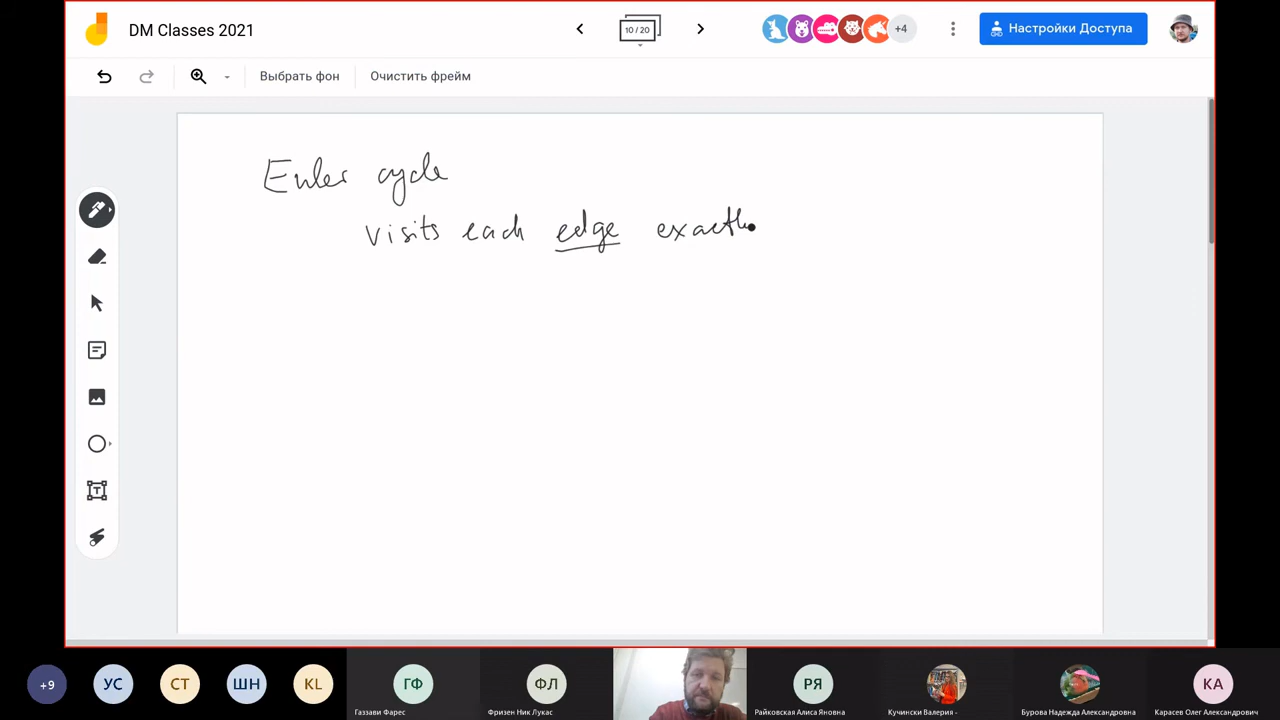 DM Classes 2021
10 / 20
+4
Настройки Доступа
Выбрать фон
Очистить фрейм
Euler cycle
visits each edge exactl
+9
УС
СТ
ШН
KL
ГФ
ФЛ
РЯ
КА
Газзави Фарес
Фризен Ник Лукас
Райковская Алиса Яновна
Кучински Валерия -
Бурова Надежда Александровна
Карасев Олег Александрович